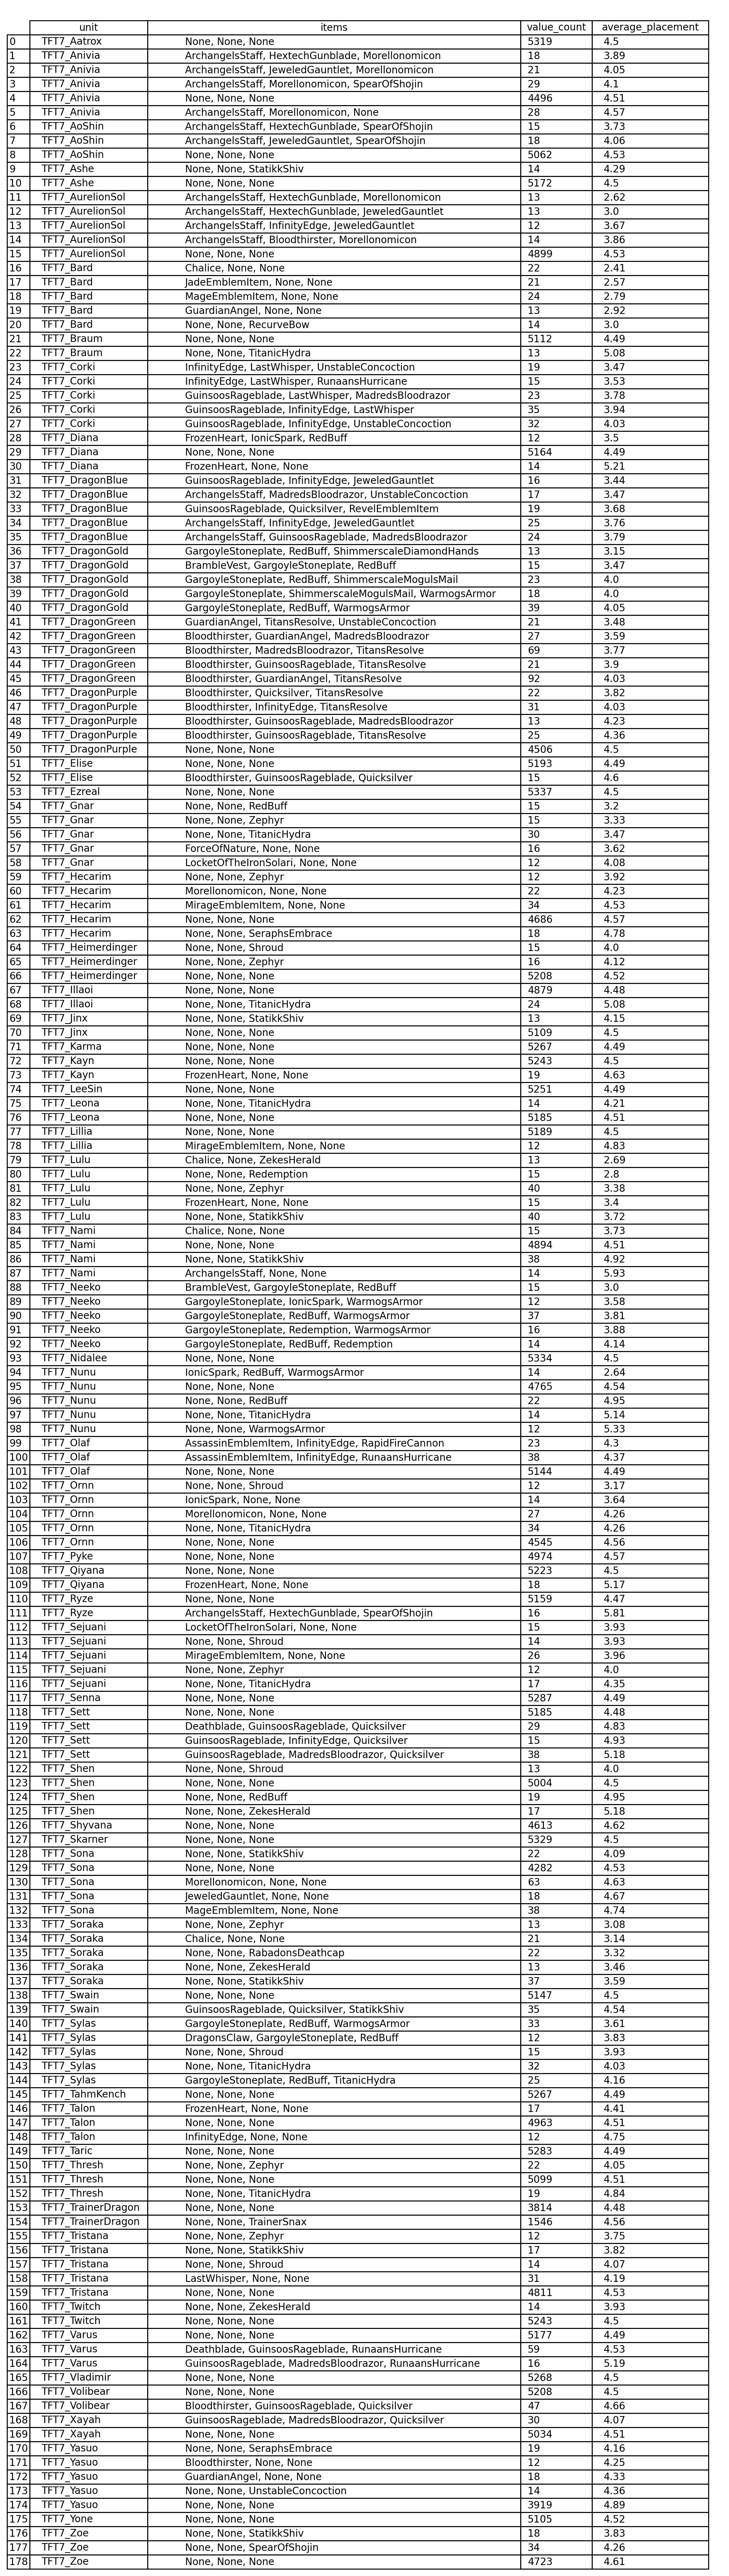 unit items value_count average_placement
0 TFT7_Aatrox None, None, None 5319 4.5
1 TFT7_Anivia ArchangelsStaff, HextechGunblade, Morellonomicon 18 3.89
2 TFT7_Anivia ArchangelsStaff, JeweledGauntlet, Morellonomicon 21 4.05
3 TFT7_Anivia ArchangelsStaff, Morellonomicon, SpearOfShojin 29 4.1
4 TFT7_Anivia None, None, None 4496 4.51
5 TFT7_Anivia ArchangelsStaff, Morellonomicon, None 28 4.57
6 TFT7_AoShin ArchangelsStaff, HextechGunblade, SpearOfShojin 15 3.73
7 TFT7_AoShin ArchangelsStaff, JeweledGauntlet, SpearOfShojin 18 4.06
8 TFT7_AoShin None, None, None 5062 4.53
9 TFT7_Ashe None, None, StatikkShiv 14 4.29
10 TFT7_Ashe None, None, None 5172 4.5
11 TFT7_AurelionSol ArchangelsStaff, HextechGunblade, Morellonomicon 13 2.62
12 TFT7_AurelionSol ArchangelsStaff, HextechGunblade, JeweledGauntlet 13 3.0
13 TFT7_AurelionSol ArchangelsStaff, InfinityEdge, JeweledGauntlet 12 3.67
14 TFT7_AurelionSol ArchangelsStaff, Bloodthirster, Morellonomicon 14 3.86
15 TFT7_AurelionSol None, None, None 4899 4.53
16 TFT7_Bard Chalice, None, None 22 2.41
17 TFT7_Bard JadeEmblemItem, None, None 21 2.57
18 TFT7_Bard MageEmblemItem, None, None 24 2.79
19 TFT7_Bard GuardianAngel, None, None 13 2.92
20 TFT7_Bard None, None, RecurveBow 14 3.0
21 TFT7_Braum None, None, None 5112 4.49
22 TFT7_Braum None, None, TitanicHydra 13 5.08
23 TFT7_Corki InfinityEdge, LastWhisper, UnstableConcoction 19 3.47
24 TFT7_Corki InfinityEdge, LastWhisper, RunaansHurricane 15 3.53
25 TFT7_Corki GuinsoosRageblade, LastWhisper, MadredsBloodrazor 23 3.78
26 TFT7_Corki GuinsoosRageblade, InfinityEdge, LastWhisper 35 3.94
27 TFT7_Corki GuinsoosRageblade, InfinityEdge, UnstableConcoction 32 4.03
28 TFT7_Diana FrozenHeart, IonicSpark, RedBuff 12 3.5
29 TFT7_Diana None, None, None 5164 4.49
30 TFT7_Diana FrozenHeart, None, None 14 5.21
31 TFT7_DragonBlue GuinsoosRageblade, InfinityEdge, JeweledGauntlet 16 3.44
32 TFT7_DragonBlue ArchangelsStaff, MadredsBloodrazor, UnstableConcoction 17 3.47
33 TFT7_DragonBlue GuinsoosRageblade, Quicksilver, RevelEmblemItem 19 3.68
34 TFT7_DragonBlue ArchangelsStaff, InfinityEdge, JeweledGauntlet 25 3.76
35 TFT7_DragonBlue ArchangelsStaff, GuinsoosRageblade, MadredsBloodrazor 24 3.79
36 TFT7_DragonGold GargoyleStoneplate, RedBuff, ShimmerscaleDiamondHands 13 3.15
37 TFT7_DragonGold BrambleVest, GargoyleStoneplate, RedBuff 15 3.47
38 TFT7_DragonGold GargoyleStoneplate, RedBuff, ShimmerscaleMogulsMail 23 4.0
39 TFT7_DragonGold GargoyleStoneplate, ShimmerscaleMogulsMail, WarmogsArmor 18 4.0
40 TFT7_DragonGold GargoyleStoneplate, RedBuff, WarmogsArmor 39 4.05
41 TFT7_DragonGreen GuardianAngel, TitansResolve, UnstableConcoction 21 3.48
42 TFT7_DragonGreen Bloodthirster, GuardianAngel, MadredsBloodrazor 27 3.59
43 TFT7_DragonGreen Bloodthirster, MadredsBloodrazor, TitansResolve 69 3.77
44 TFT7_DragonGreen Bloodthirster, GuinsoosRageblade, TitansResolve 21 3.9
45 TFT7_DragonGreen Bloodthirster, GuardianAngel, TitansResolve 92 4.03
46 TFT7_DragonPurple Bloodthirster, Quicksilver, TitansResolve 22 3.82
47 TFT7_DragonPurple Bloodthirster, InfinityEdge, TitansResolve 31 4.03
48 TFT7_DragonPurple Bloodthirster, GuinsoosRageblade, MadredsBloodrazor 13 4.23
49 TFT7_DragonPurple Bloodthirster, GuinsoosRageblade, TitansResolve 25 4.36
50 TFT7_DragonPurple None, None, None 4506 4.5
51 TFT7_Elise None, None, None 5193 4.49
52 TFT7_Elise Bloodthirster, GuinsoosRageblade, Quicksilver 15 4.6
53 TFT7_Ezreal None, None, None 5337 4.5
54 TFT7_Gnar None, None, RedBuff 15 3.2
55 TFT7_Gnar None, None, Zephyr 15 3.33
56 TFT7_Gnar None, None, TitanicHydra 30 3.47
57 TFT7_Gnar ForceOfNature, None, None 16 3.62
58 TFT7_Gnar LocketOfTheIronSolari, None, None 12 4.08
59 TFT7_Hecarim None, None, Zephyr 12 3.92
60 TFT7_Hecarim Morellonomicon, None, None 22 4.23
61 TFT7_Hecarim MirageEmblemItem, None, None 34 4.53
62 TFT7_Hecarim None, None, None 4686 4.57
63 TFT7_Hecarim None, None, SeraphsEmbrace 18 4.78
64 TFT7_Heimerdinger None, None, Shroud 15 4.0
65 TFT7_Heimerdinger None, None, Zephyr 16 4.12
66 TFT7_Heimerdinger None, None, None 5208 4.52
67 TFT7_Illaoi None, None, None 4879 4.48
68 TFT7_Illaoi None, None, TitanicHydra 24 5.08
69 TFT7_Jinx None, None, StatikkShiv 13 4.15
70 TFT7_Jinx None, None, None 5109 4.5
71 TFT7_Karma None, None, None 5267 4.49
72 TFT7_Kayn None, None, None 5243 4.5
73 TFT7_Kayn FrozenHeart, None, None 19 4.63
74 TFT7_LeeSin None, None, None 5251 4.49
75 TFT7_Leona None, None, TitanicHydra 14 4.21
76 TFT7_Leona None, None, None 5185 4.51
77 TFT7_Lillia None, None, None 5189 4.5
78 TFT7_Lillia MirageEmblemItem, None, None 12 4.83
79 TFT7_Lulu Chalice, None, ZekesHerald 13 2.69
80 TFT7_Lulu None, None, Redemption 15 2.8
81 TFT7_Lulu None, None, Zephyr 40 3.38
82 TFT7_Lulu FrozenHeart, None, None 15 3.4
83 TFT7_Lulu None, None, StatikkShiv 40 3.72
84 TFT7_Nami Chalice, None, None 15 3.73
85 TFT7_Nami None, None, None 4894 4.51
86 TFT7_Nami None, None, StatikkShiv 38 4.92
87 TFT7_Nami ArchangelsStaff, None, None 14 5.93
88 TFT7_Neeko BrambleVest, GargoyleStoneplate, RedBuff 15 3.0
89 TFT7_Neeko GargoyleStoneplate, IonicSpark, WarmogsArmor 12 3.58
90 TFT7_Neeko GargoyleStoneplate, RedBuff, WarmogsArmor 37 3.81
91 TFT7_Neeko GargoyleStoneplate, Redemption, WarmogsArmor 16 3.88
92 TFT7_Neeko GargoyleStoneplate, RedBuff, Redemption 14 4.14
93 TFT7_Nidalee None, None, None 5334 4.5
94 TFT7_Nunu IonicSpark, RedBuff, WarmogsArmor 14 2.64
95 TFT7_Nunu None, None, None 4765 4.54
96 TFT7_Nunu None, None, RedBuff 22 4.95
97 TFT7_Nunu None, None, TitanicHydra 14 5.14
98 TFT7_Nunu None, None, WarmogsArmor 12 5.33
99 TFT7_Olaf AssassinEmblemItem, InfinityEdge, RapidFireCannon 23 4.3
100 TFT7_Olaf AssassinEmblemItem, InfinityEdge, RunaansHurricane 38 4.37
101 TFT7_Olaf None, None, None 5144 4.49
102 TFT7_Ornn None, None, Shroud 12 3.17
103 TFT7_Ornn IonicSpark, None, None 14 3.64
104 TFT7_Ornn Morellonomicon, None, None 27 4.26
105 TFT7_Ornn None, None, TitanicHydra 34 4.26
106 TFT7_Ornn None, None, None 4545 4.56
107 TFT7_Pyke None, None, None 4974 4.57
108 TFT7_Qiyana None, None, None 5223 4.5
109 TFT7_Qiyana FrozenHeart, None, None 18 5.17
110 TFT7_Ryze None, None, None 5159 4.47
111 TFT7_Ryze ArchangelsStaff, HextechGunblade, SpearOfShojin 16 5.81
112 TFT7_Sejuani LocketOfTheIronSolari, None, None 15 3.93
113 TFT7_Sejuani None, None, Shroud 14 3.93
114 TFT7_Sejuani MirageEmblemItem, None, None 26 3.96
115 TFT7_Sejuani None, None, Zephyr 12 4.0
116 TFT7_Sejuani None, None, TitanicHydra 17 4.35
117 TFT7_Senna None, None, None 5287 4.49
118 TFT7_Sett None, None, None 5185 4.48
119 TFT7_Sett Deathblade, GuinsoosRageblade, Quicksilver 29 4.83
120 TFT7_Sett GuinsoosRageblade, InfinityEdge, Quicksilver 15 4.93
121 TFT7_Sett GuinsoosRageblade, MadredsBloodrazor, Quicksilver 38 5.18
122 TFT7_Shen None, None, Shroud 13 4.0
123 TFT7_Shen None, None, None 5004 4.5
124 TFT7_Shen None, None, RedBuff 19 4.95
125 TFT7_Shen None, None, ZekesHerald 17 5.18
126 TFT7_Shyvana None, None, None 4613 4.62
127 TFT7_Skarner None, None, None 5329 4.5
128 TFT7_Sona None, None, StatikkShiv 22 4.09
129 TFT7_Sona None, None, None 4282 4.53
130 TFT7_Sona Morellonomicon, None, None 63 4.63
131 TFT7_Sona JeweledGauntlet, None, None 18 4.67
132 TFT7_Sona MageEmblemItem, None, None 38 4.74
133 TFT7_Soraka None, None, Zephyr 13 3.08
134 TFT7_Soraka Chalice, None, None 21 3.14
135 TFT7_Soraka None, None, RabadonsDeathcap 22 3.32
136 TFT7_Soraka None, None, ZekesHerald 13 3.46
137 TFT7_Soraka None, None, StatikkShiv 37 3.59
138 TFT7_Swain None, None, None 5147 4.5
139 TFT7_Swain GuinsoosRageblade, Quicksilver, StatikkShiv 35 4.54
140 TFT7_Sylas GargoyleStoneplate, RedBuff, WarmogsArmor 33 3.61
141 TFT7_Sylas DragonsClaw, GargoyleStoneplate, RedBuff 12 3.83
142 TFT7_Sylas None, None, Shroud 15 3.93
143 TFT7_Sylas None, None, TitanicHydra 32 4.03
144 TFT7_Sylas GargoyleStoneplate, RedBuff, TitanicHydra 25 4.16
145 TFT7_TahmKench None, None, None 5267 4.49
146 TFT7_Talon FrozenHeart, None, None 17 4.41
147 TFT7_Talon None, None, None 4963 4.51
148 TFT7_Talon InfinityEdge, None, None 12 4.75
149 TFT7_Taric None, None, None 5283 4.49
150 TFT7_Thresh None, None, Zephyr 22 4.05
151 TFT7_Thresh None, None, None 5099 4.51
152 TFT7_Thresh None, None, TitanicHydra 19 4.84
153 TFT7_TrainerDragon None, None, None 3814 4.48
154 TFT7_TrainerDragon None, None, TrainerSnax 1546 4.56
155 TFT7_Tristana None, None, Zephyr 12 3.75
156 TFT7_Tristana None, None, StatikkShiv 17 3.82
157 TFT7_Tristana None, None, Shroud 14 4.07
158 TFT7_Tristana LastWhisper, None, None 31 4.19
159 TFT7_Tristana None, None, None 4811 4.53
160 TFT7_Twitch None, None, ZekesHerald 14 3.93
161 TFT7_Twitch None, None, None 5243 4.5
162 TFT7_Varus None, None, None 5177 4.49
163 TFT7_Varus Deathblade, GuinsoosRageblade, RunaansHurricane 59 4.53
164 TFT7_Varus GuinsoosRageblade, MadredsBloodrazor, RunaansHurricane 16 5.19
165 TFT7_Vladimir None, None, None 5268 4.5
166 TFT7_Volibear None, None, None 5208 4.5
167 TFT7_Volibear Bloodthirster, GuinsoosRageblade, Quicksilver 47 4.66
168 TFT7_Xayah GuinsoosRageblade, MadredsBloodrazor, Quicksilver 30 4.07
169 TFT7_Xayah None, None, None 5034 4.51
170 TFT7_Yasuo None, None, SeraphsEmbrace 19 4.16
171 TFT7_Yasuo Bloodthirster, None, None 12 4.25
172 TFT7_Yasuo GuardianAngel, None, None 18 4.33
173 TFT7_Yasuo None, None, UnstableConcoction 14 4.36
174 TFT7_Yasuo None, None, None 3919 4.89
175 TFT7_Yone None, None, None 5105 4.52
176 TFT7_Zoe None, None, StatikkShiv 18 3.83
177 TFT7_Zoe None, None, SpearOfShojin 34 4.26
178 TFT7_Zoe None, None, None 4723 4.61